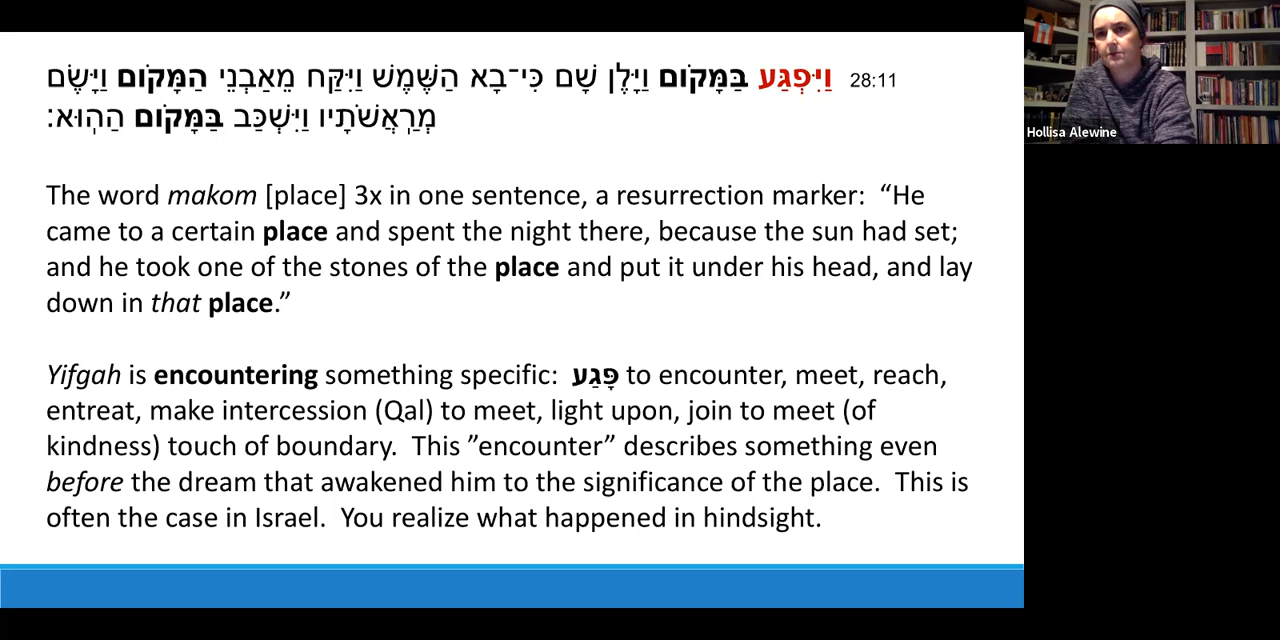 28:11 וַיִּפְגַּע בַּמָּקוֹם וַיָּלֶן שָׁם כִּי־בָא הַשֶּׁמֶשׁ וַיִּקַּח מֵאַבְנֵי הַמָּקוֹם וַיָּשֶׂם
מְרַאֲשֹׁתָיו וַיִּשְׁכַּב בַּמָּקוֹם הַהוּא׃
The word makom [place] 3x in one sentence, a resurrection marker: “He
came to a certain place and spent the night there, because the sun had set;
and he took one of the stones of the place and put it under his head, and lay
down in that place.”
Yifgah is encountering something specific: פָּגַע to encounter, meet, reach,
entreat, make intercession (Qal) to meet, light upon, join to meet (of
kindness) touch of boundary. This ”encounter” describes something even
before the dream that awakened him to the significance of the place. This is
often the case in Israel. You realize what happened in hindsight.
Hollisa Alewine